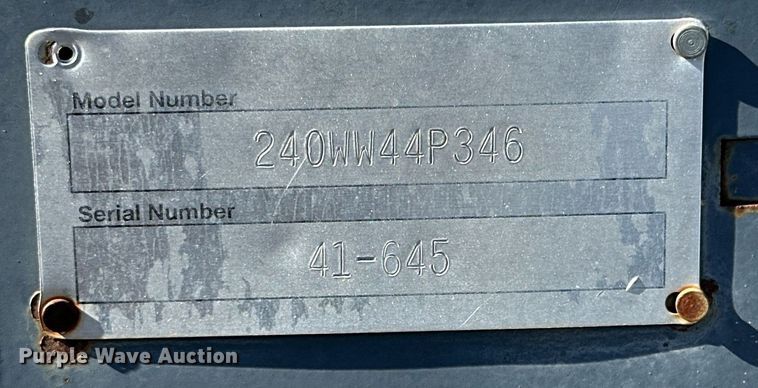 Model Number
240WW44P346
Serial Number
41-645
Purple Wave Auction